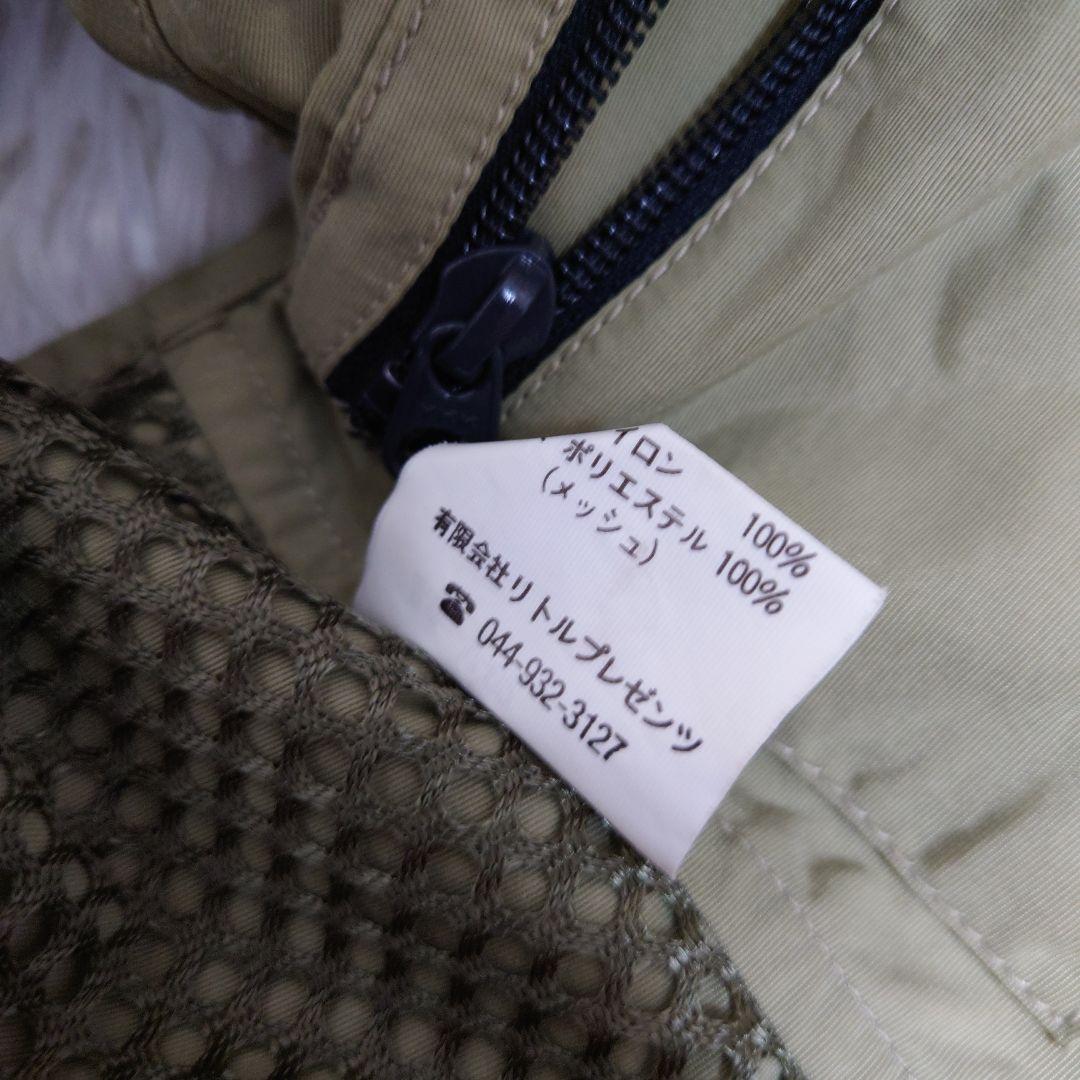 イロン 100%
ポリエステル 100%
(メッシュ)
有限会社リトルプレゼンツ
☎ 044-932-3127